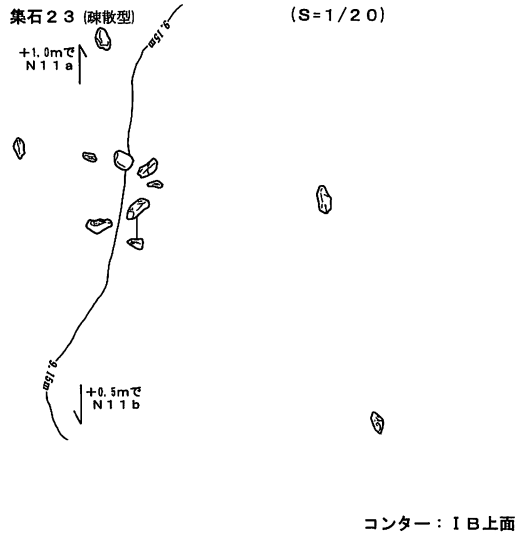 集石23 (疎散型)
(S=1/20)
+1.0mで
N11a
9.15m
9.15m
+0.5mで
N11b
コンター：ⅠB上面